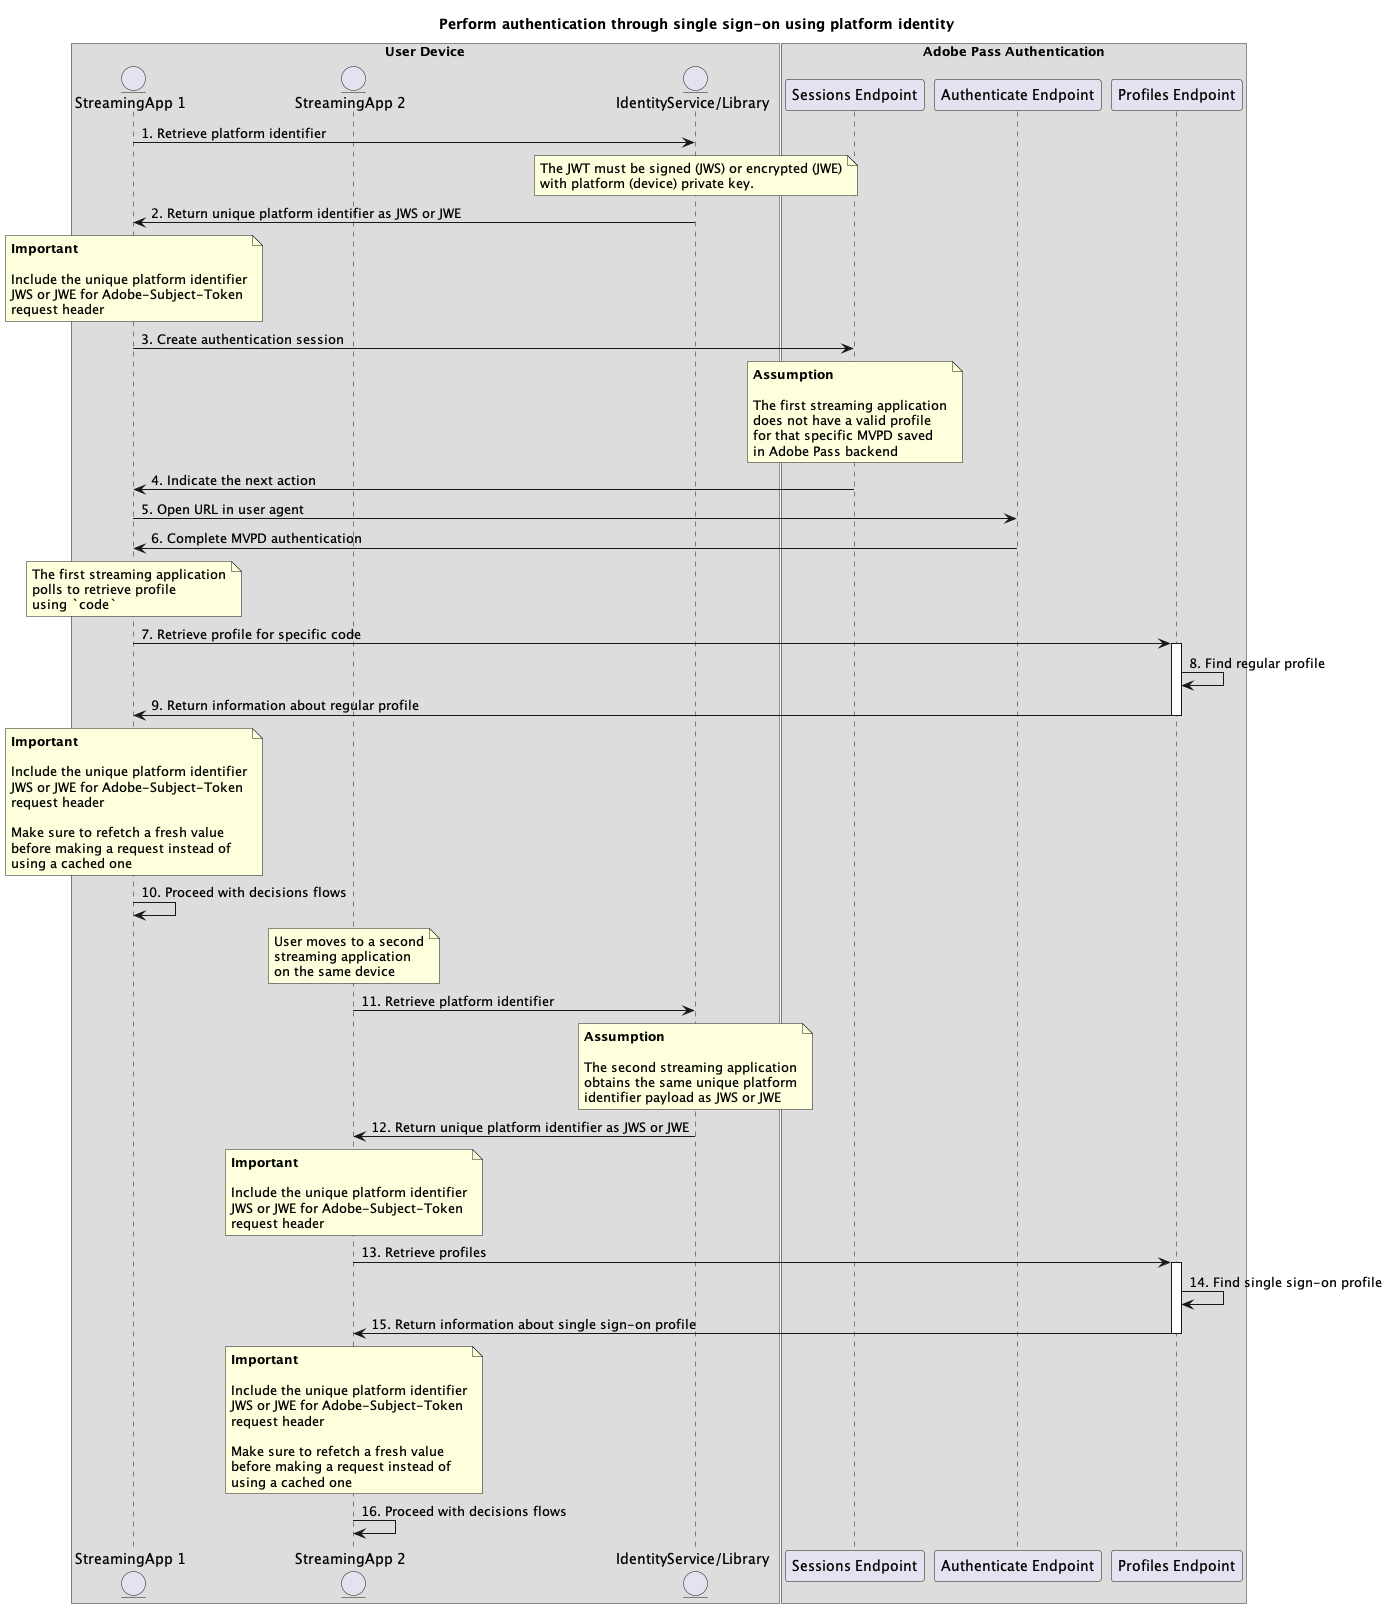 Perform authentication through single sign-on using platform identity
User Device
Adobe Pass Authentication
StreamingApp 1
StreamingApp 2
IdentityService/Library
Sessions Endpoint
Authenticate Endpoint
Profiles Endpoint
1. Retrieve platform identifier
The JWT must be signed (JWS) or encrypted (JWE)
with platform (device) private key.
2. Return unique platform identifier as JWS or JWE
Important
Include the unique platform identifier
JWS or JWE for Adobe-Subject-Token
request header
3. Create authentication session
Assumption
The first streaming application
does not have a valid profile
for that specific MVPD saved
in Adobe Pass backend
4. Indicate the next action
5. Open URL in user agent
6. Complete MVPD authentication
The first streaming application
polls to retrieve profile
using `code`
7. Retrieve profile for specific code
8. Find regular profile
9. Return information about regular profile
Important
Include the unique platform identifier
JWS or JWE for Adobe-Subject-Token
request header
Make sure to refetch a fresh value
before making a request instead of
using a cached one
10. Proceed with decisions flows
User moves to a second
streaming application
on the same device
11. Retrieve platform identifier
Assumption
The second streaming application
obtains the same unique platform
identifier payload as JWS or JWE
12. Return unique platform identifier as JWS or JWE
Important
Include the unique platform identifier
JWS or JWE for Adobe-Subject-Token
request header
13. Retrieve profiles
14. Find single sign-on profile
15. Return information about single sign-on profile
Important
Include the unique platform identifier
JWS or JWE for Adobe-Subject-Token
request header
Make sure to refetch a fresh value
before making a request instead of
using a cached one
16. Proceed with decisions flows
StreamingApp 1
StreamingApp 2
IdentityService/Library
Sessions Endpoint
Authenticate Endpoint
Profiles Endpoint